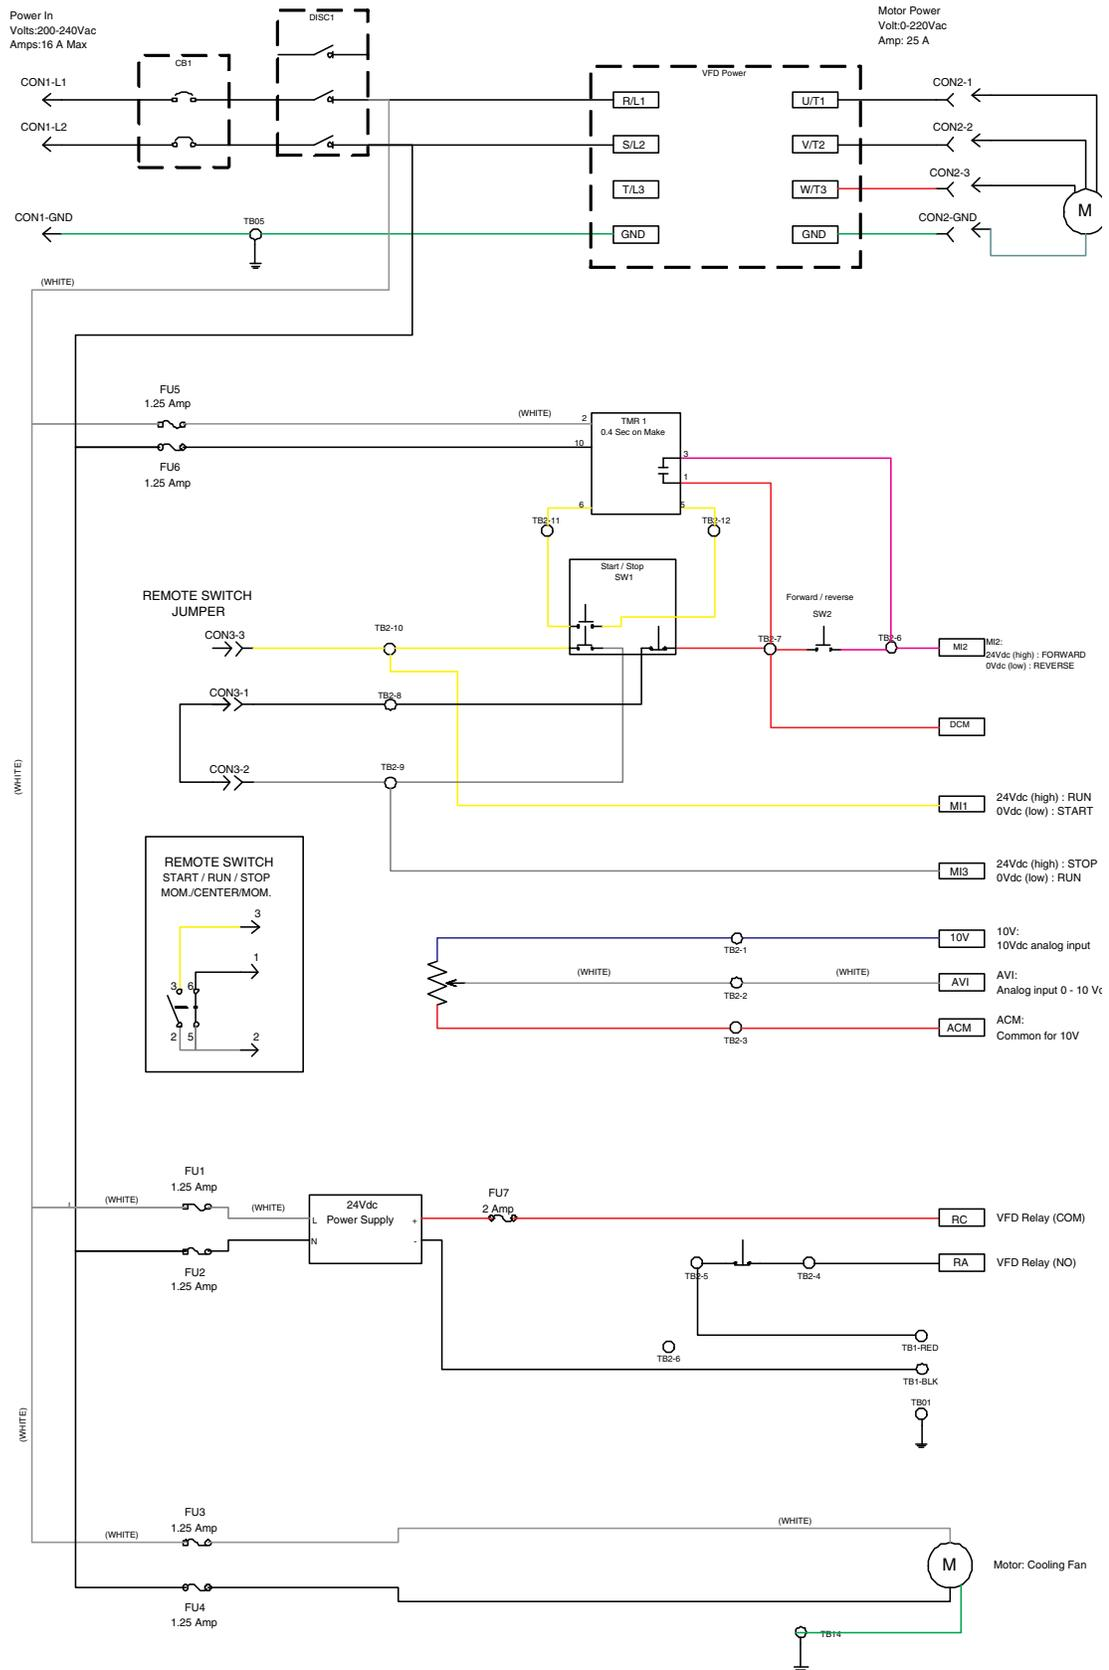 Power In
Volts:200-240Vac
Amps:16 A Max
DISC1
Motor Power
Volt:0-220Vac
Amp: 25 A
CB1
VFD Power
CON1-L1
R/L1
U/T1
CON2-1
CON1-L2
S/L2
V/T2
CON2-2
T/L3
W/T3
CON2-3
M
CON1-GND
TB05
GND
GND
CON2-GND
(WHITE)
FU5
1.25 Amp
(WHITE)
2
TMR 1
0.4 Sec on Make
10
3
FU6
1.25 Amp
1
6
5
TB2-11
TB2-12
Start / Stop
SW1
REMOTE SWITCH
JUMPER
Forward / reverse
SW2
CON3-3
TB2-10
TB2-7
TB2-6
MI2
MI2:
24Vdc (high) : FORWARD
0Vdc (low) : REVERSE
CON3-1
TB2-8
DCM
CON3-2
TB2-9
(WHITE)
MI1
24Vdc (high) : RUN
0Vdc (low) : START
REMOTE SWITCH
START / RUN / STOP
MOM./CENTER/MOM.
MI3
24Vdc (high) : STOP
0Vdc (low) : RUN
3
1
3 6
2 5
2
10V
10V:
10Vdc analog input
TB2-1
(WHITE)
(WHITE)
AVI
AVI:
Analog input 0 - 10
TB2-2
ACM
ACM:
Common for 10V
TB2-3
FU1
1.25 Amp
(WHITE)
(WHITE)
24Vdc
Power Supply
L
+
N
-
FU7
2 Amp
RC
VFD Relay (COM)
FU2
1.25 Amp
TB2-5
TB2-4
RA
VFD Relay (NO)
TB2-6
TB1-RED
TB1-BLK
TB01
(WHITE)
FU3
1.25 Amp
(WHITE)
(WHITE)
M
Motor: Cooling Fan
FU4
1.25 Amp
TB14